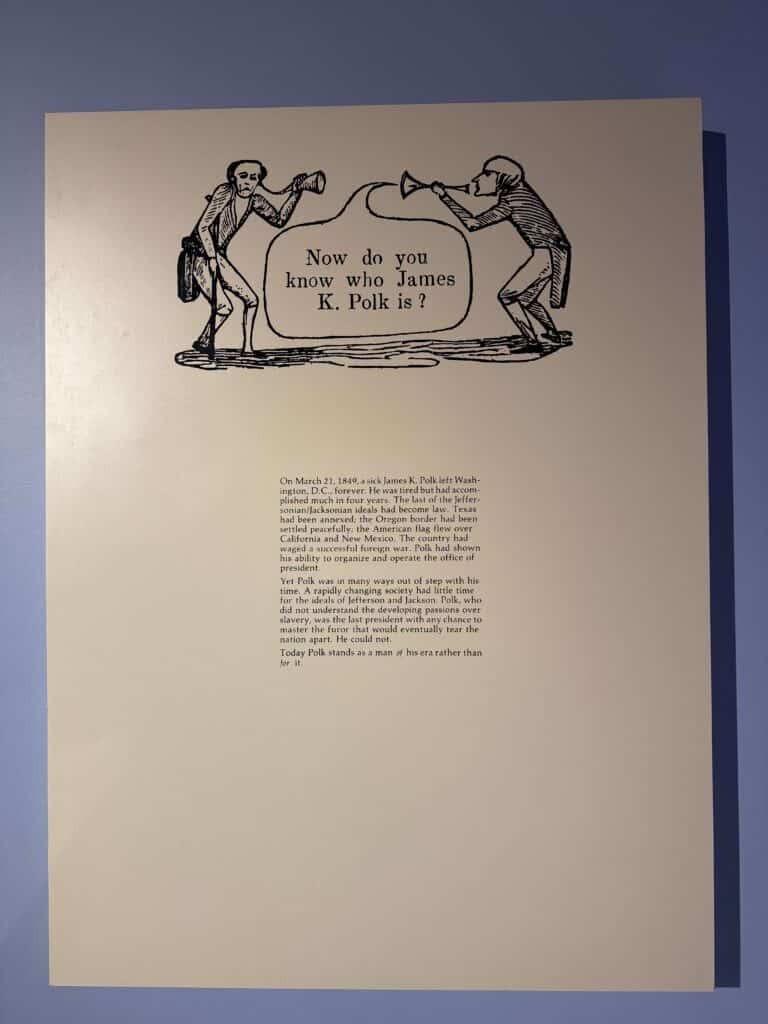 Now do you
know who James
K. Polk is?
On March 21, 1849, a sick James K. Polk left Wash-
ington, D.C., forever. He was tired but had accom-
plished much in four years. The last of the Jeffer-
sonian/Jacksonian ideals had become law. Texas
had been annexed; the Oregon border had been
settled peacefully; the American flag flew over
California and New Mexico. The country had
waged a successful foreign war. Polk had shown
his ability to organize and operate the office of
president.
Yet Polk was in many ways out of step with his
time. A rapidly changing society had little time
for the ideals of Jefferson and Jackson. Polk, who
did not understand the developing passions over
slavery, was the last president with any chance to
master the furor that would eventually tear the
nation apart. He could not.
Today Polk stands as a man of his era rather than
for it.